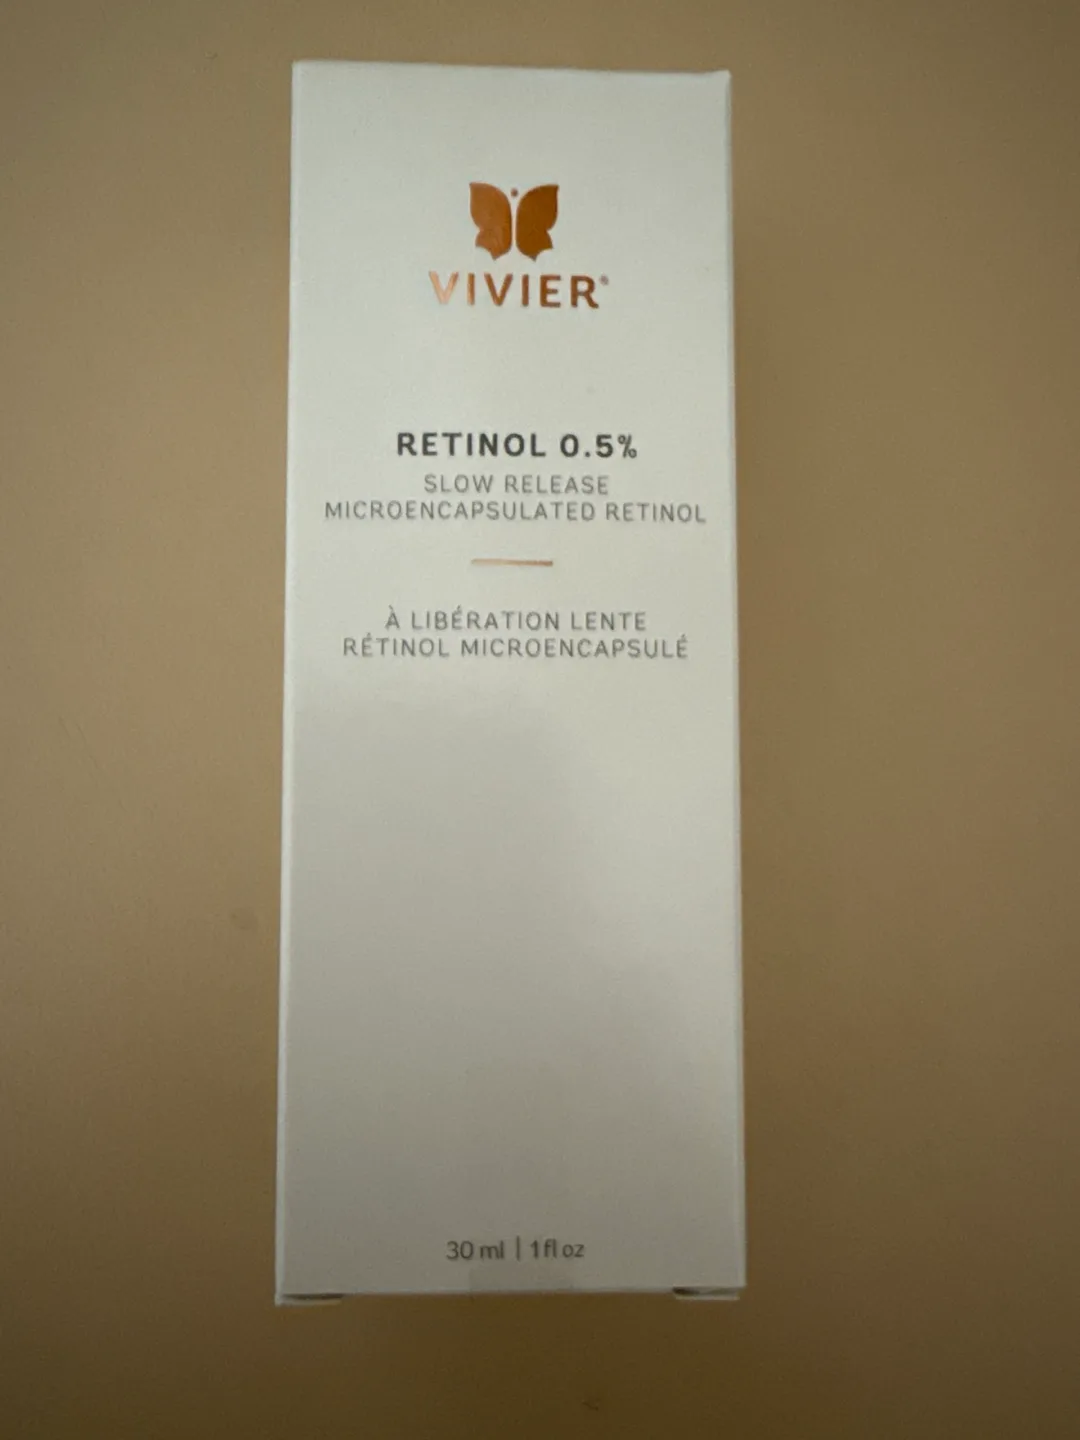 VIVIER®
RETINOL 0.5%
SLOW RELEASE
MICROENCAPSULATED RETINOL
À LIBÉRATION LENTE
RÉTINOL MICROENCAPSULÉ
30 ml | 1 fl oz